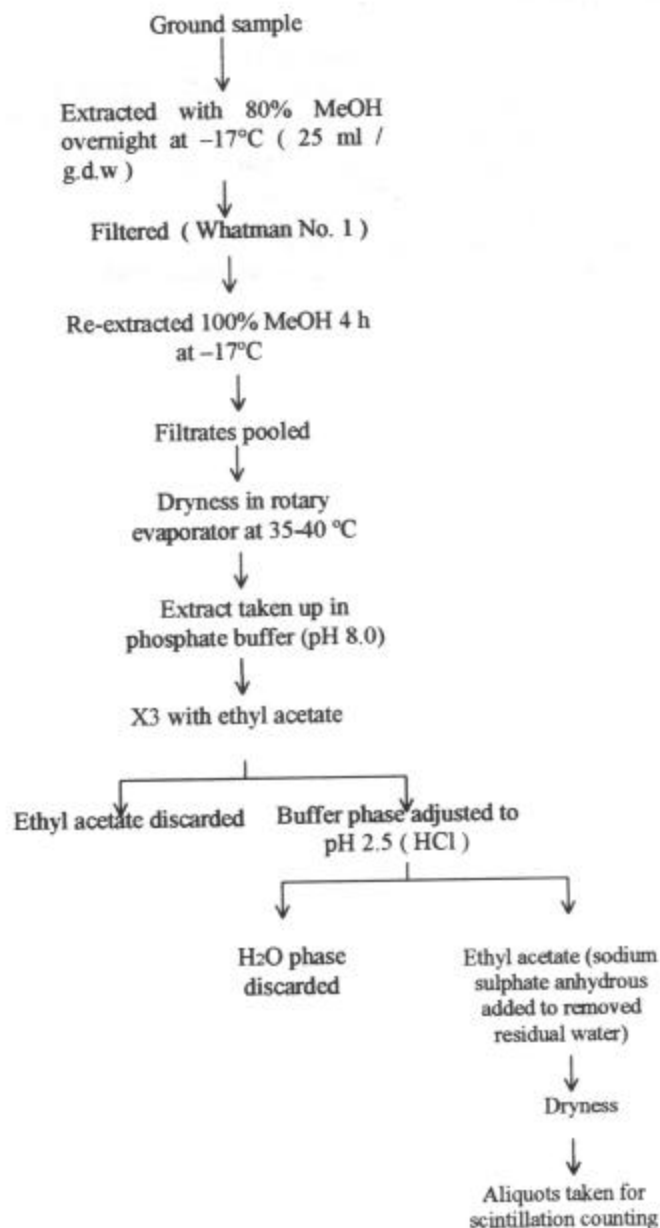 Ground sample
Extracted with 80% MeOH
overnight at –17°C ( 25 ml /
g.d.w )
Filtered ( Whatman No. 1 )
Re-extracted 100% MeOH 4 h
at –17°C
Filtrates pooled
Dryness in rotary
evaporator at 35-40 °C
Extract taken up in
phosphate buffer (pH 8.0)
X3 with ethyl acetate
Ethyl acetate discarded
Buffer phase adjusted to
pH 2.5 ( HCl )
H2O phase
discarded
Ethyl acetate (sodium
sulphate anhydrous
added to removed
residual water)
Dryness
Aliquots taken for
scintillation counting